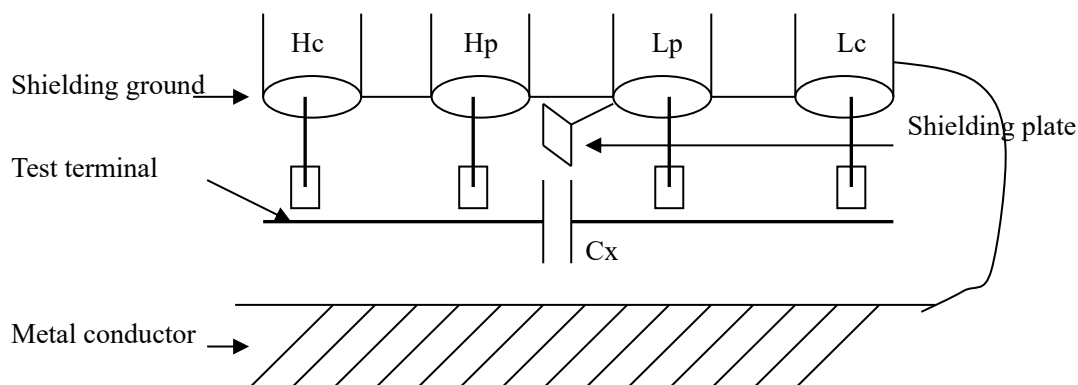 Hc Hp Lp Lc
Shielding ground
Shielding plate
Test terminal
Cx
Metal conductor